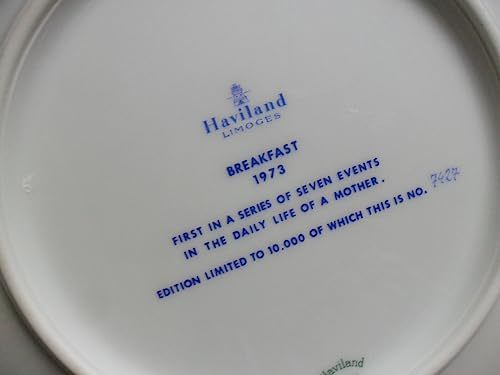 Haviland
LIMOGES
BREAKFAST
1973
FIRST IN A SERIES OF SEVEN EVENTS
IN THE DAILY LIFE OF A MOTHER.
EDITION LIMITED TO 10.000 OF WHICH THIS IS NO. 7427
Haviland